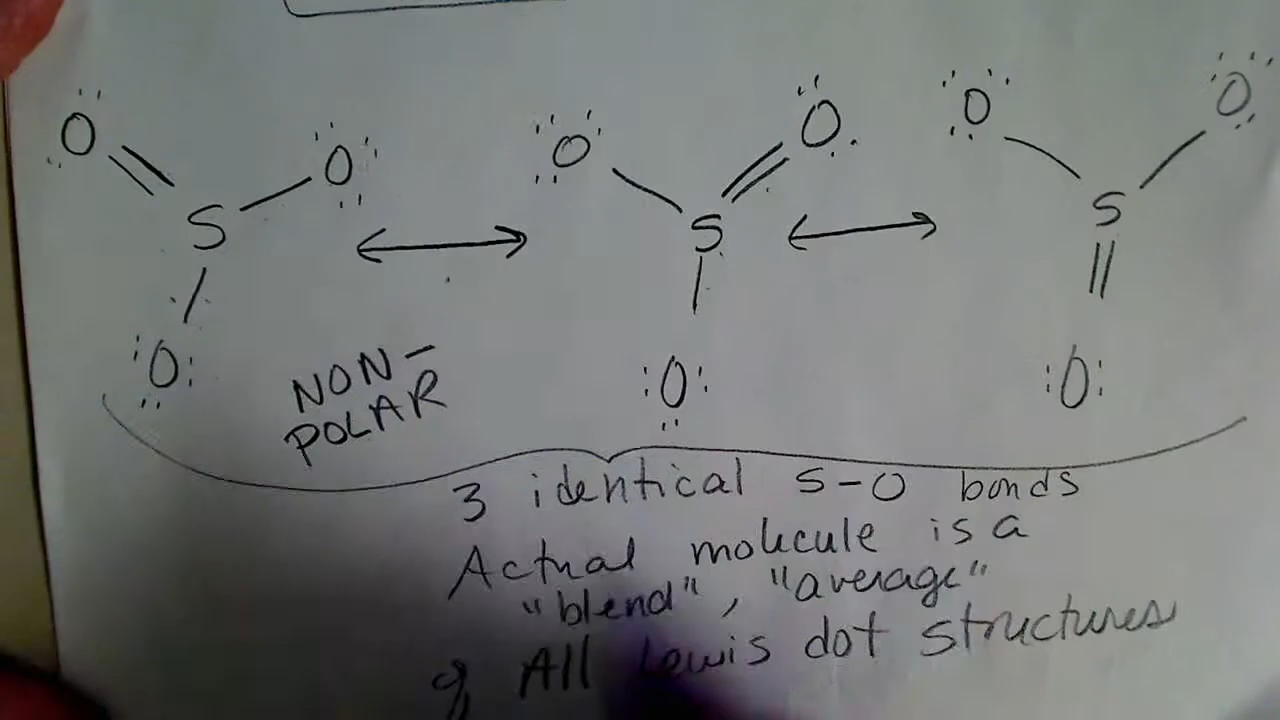 O O O O O O
S S S
O O O
NON-
POLAR
3 identical S-O bonds
Actual molecule is a
"blend", "average"
of All Lewis dot structures